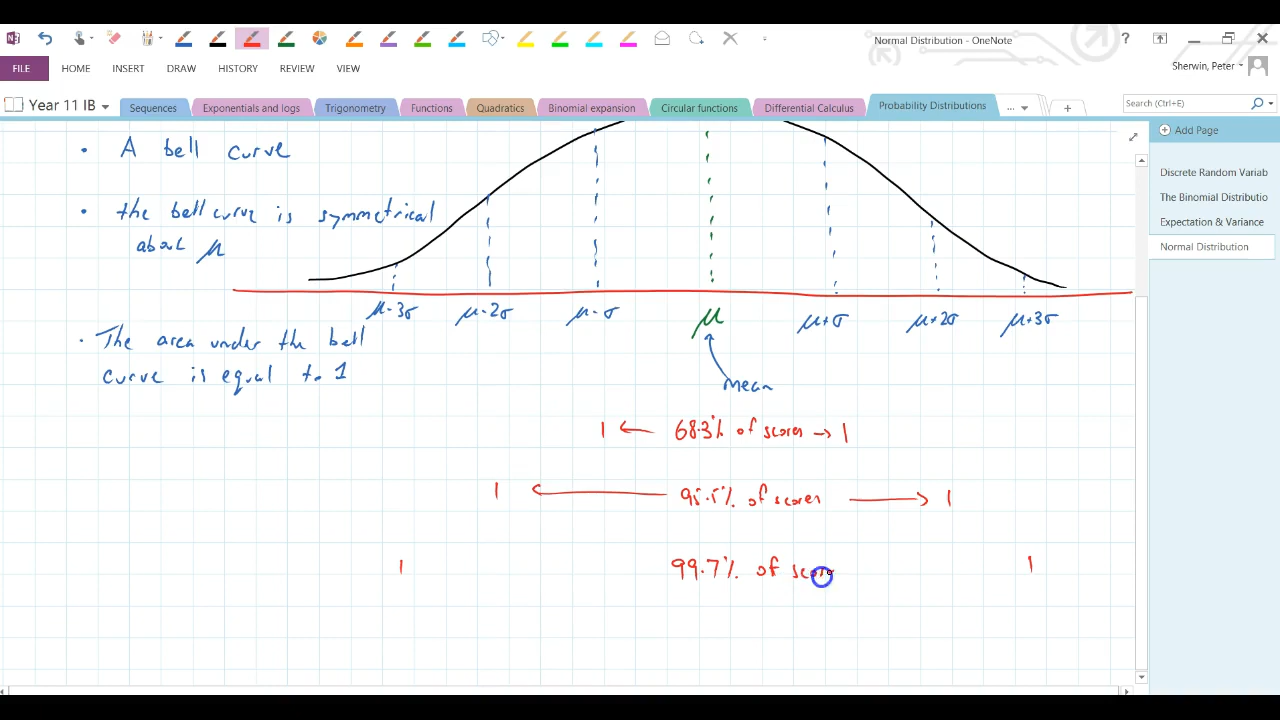 Normal Distribution - OneNote
?
FILE
HOME
INSERT
DRAW
HISTORY
REVIEW
VIEW
Sherwin, Peter
Year 11 IB
Sequences
Exponentials and logs
Trigonometry
Functions
Quadratics
Binomial expansion
Circular functions
Differential Calculus
Probability Distributions
...
+
Search (Ctrl+E)
Add Page
Discrete Random Variab
The Binomial Distributio
Expectation & Variance
Normal Distribution
• A bell curve
• the bell curve is symmetrical
about μ
μ-3σ
μ-2σ
μ-σ
μ
μ+σ
μ+2σ
μ+3σ
• The area under the bell
curve is equal to 1
mean
68.3% of scores
95.5% of scores
99.7% of scor